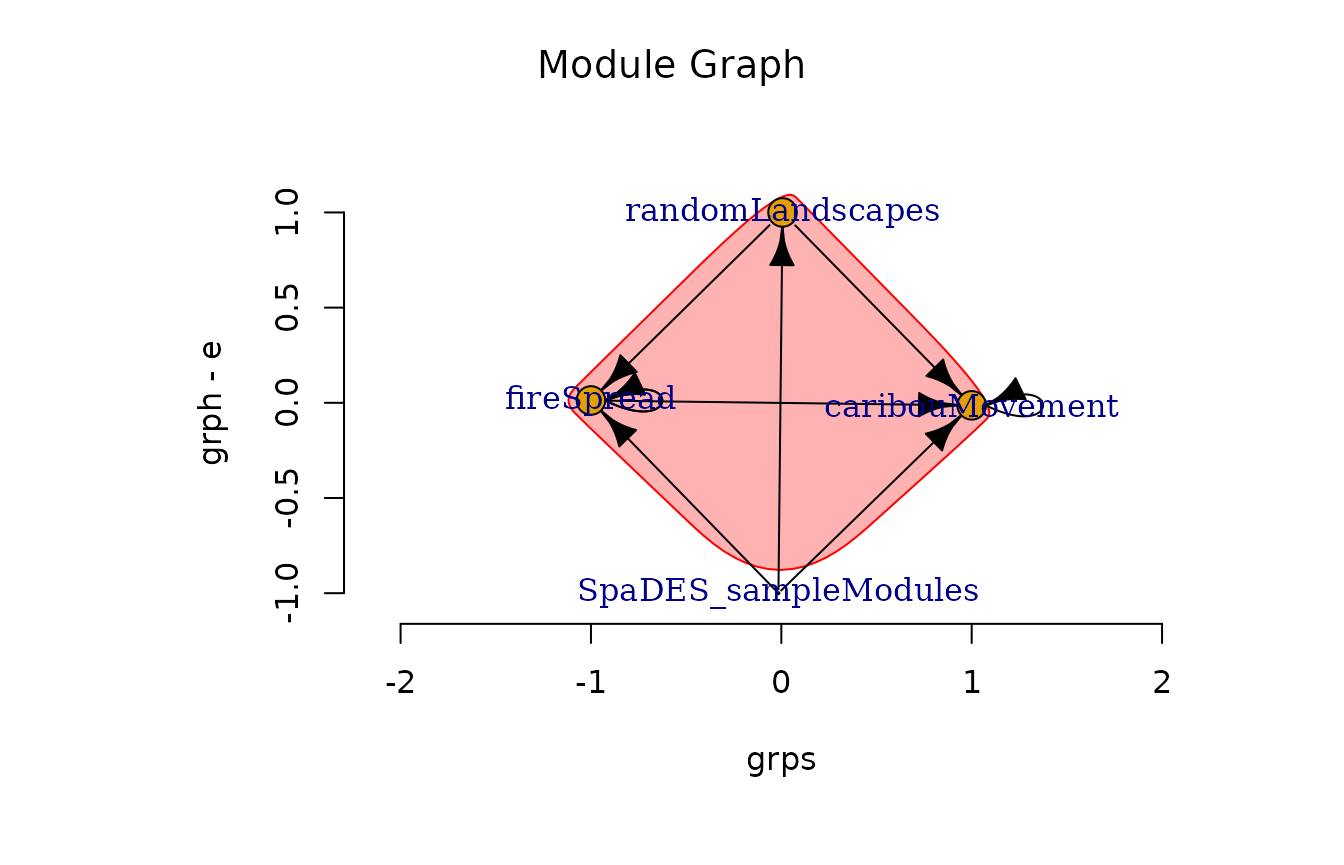 Module Graph
randomLandscapes
fireSpread
caribouMovement
SpaDES_sampleModules
grph - e
1.0
0.5
0.0
-0.5
-1.0
-2 -1 0 1 2
grps